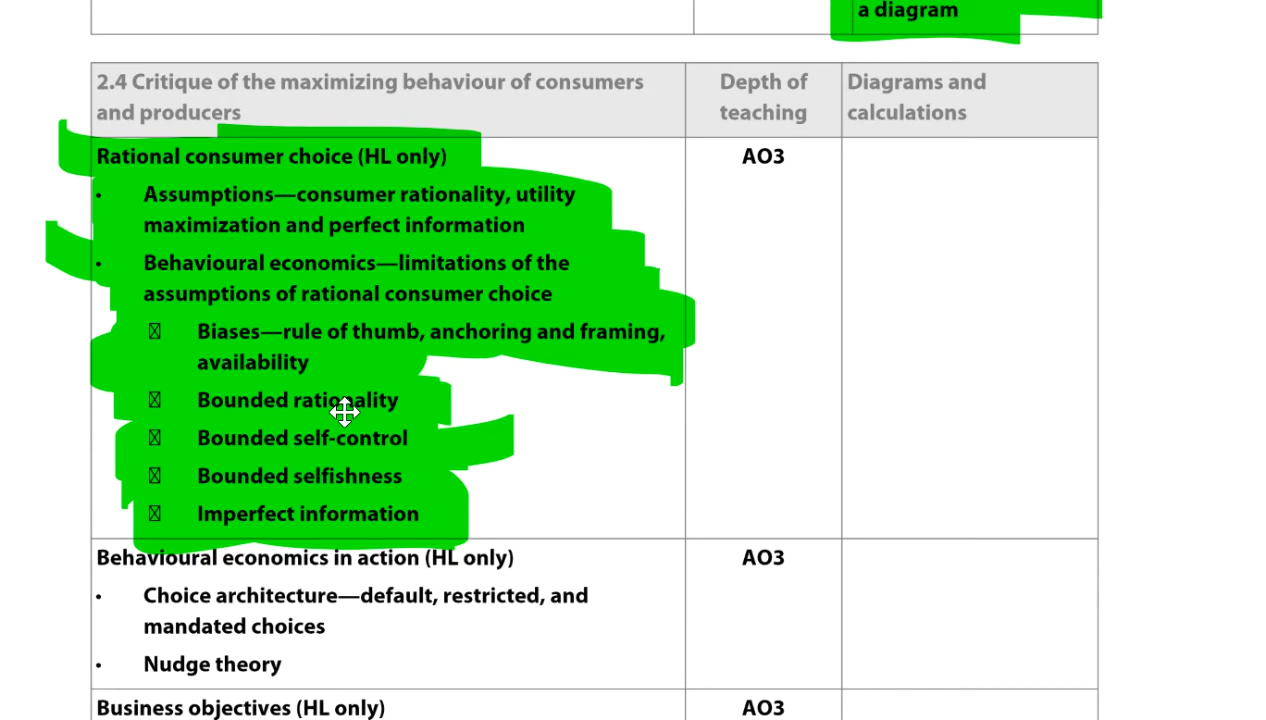 a diagram
2.4 Critique of the maximizing behaviour of consumers
and producers
Depth of
teaching
Diagrams and
calculations
Rational consumer choice (HL only)
AO3
• Assumptions—consumer rationality, utility
maximization and perfect information
• Behavioural economics—limitations of the
assumptions of rational consumer choice
Biases—rule of thumb, anchoring and framing,
availability
Bounded rationality
Bounded self-control
Bounded selfishness
Imperfect information
Behavioural economics in action (HL only)
AO3
• Choice architecture—default, restricted, and
mandated choices
• Nudge theory
Business objectives (HL only)
AO3